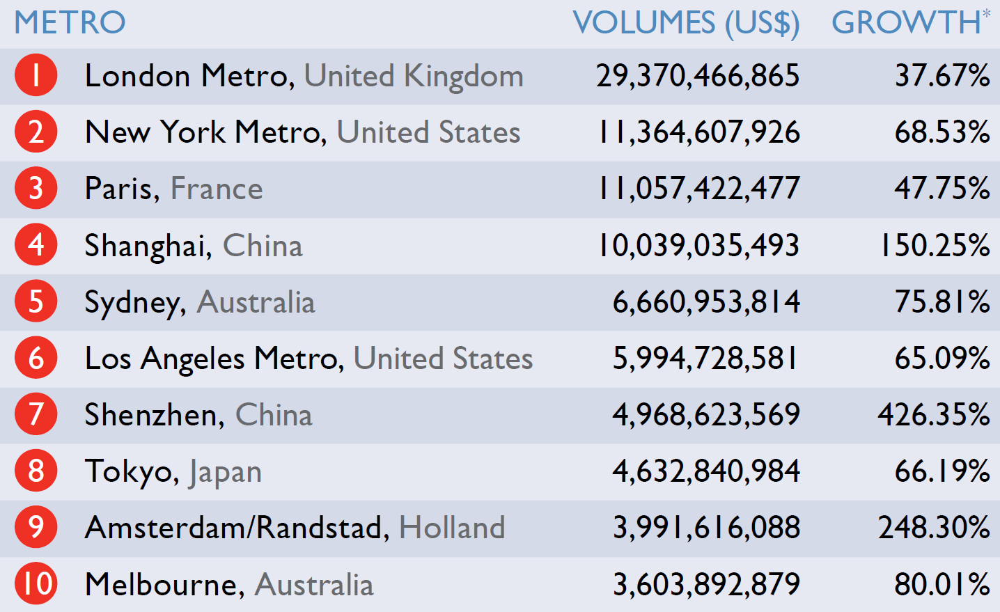 METRO VOLUMES (US$) GROWTH*
1 London Metro, United Kingdom 29,370,466,865 37.67%
2 New York Metro, United States 11,364,607,926 68.53%
3 Paris, France 11,057,422,477 47.75%
4 Shanghai, China 10,039,035,493 150.25%
5 Sydney, Australia 6,660,953,814 75.81%
6 Los Angeles Metro, United States 5,994,728,581 65.09%
7 Shenzhen, China 4,968,623,569 426.35%
8 Tokyo, Japan 4,632,840,984 66.19%
9 Amsterdam/Randstad, Holland 3,991,616,088 248.30%
10 Melbourne, Australia 3,603,892,879 80.01%